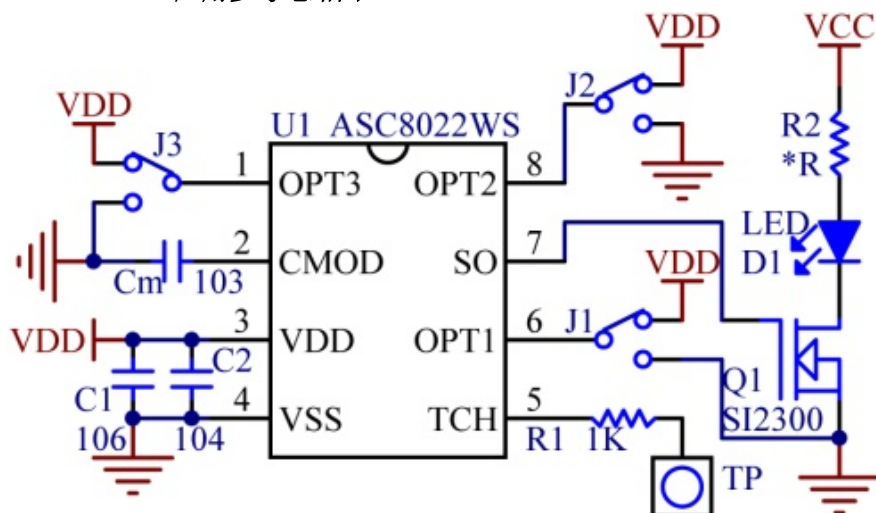 VDD
VCC
J2
VDD
J3
U1 ASC8022WS
R2
*R
1
OPT3
OPT2
8
LED
D1
2
CMOD
SO
7
Cm
103
VDD
VDD
3
VDD
OPT1
6
J1
C1
C2
Q1
SI2300
106
104
4
VSS
TCH
5
R1
1K
TP